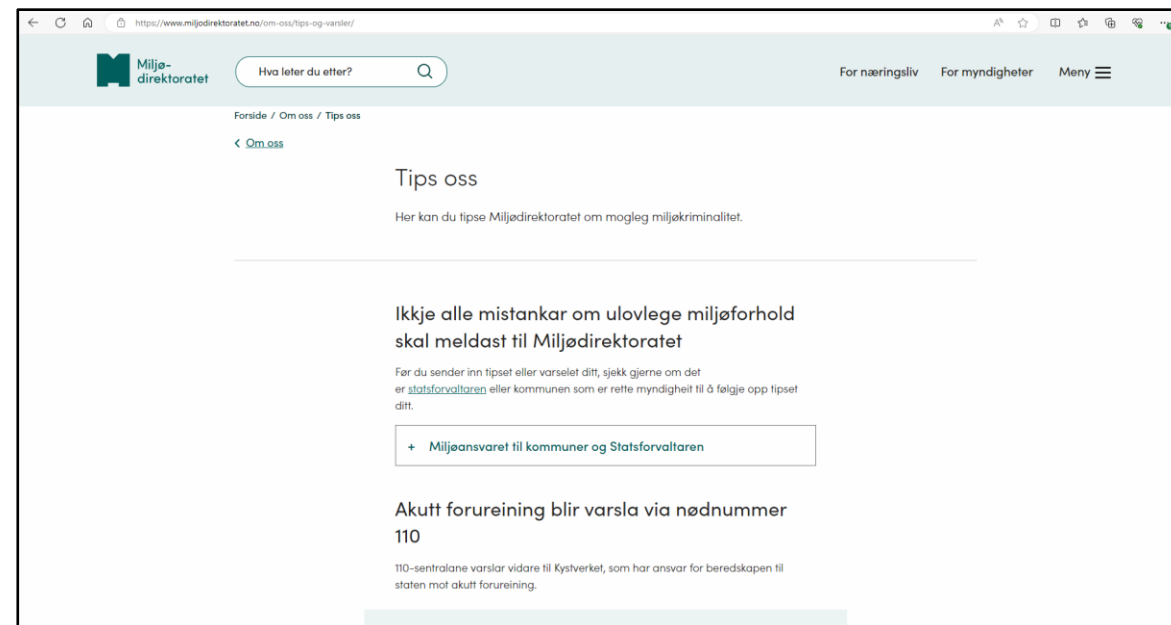 https://www.miljodirektoratet.no/om-oss/tips-og-varsler/
Miljø-
direktoratet
Hva leter du etter?
For næringsliv
For myndigheter
Meny
Forside / Om oss / Tips oss
Om oss
Tips oss
Her kan du tipse Miljødirektoratet om mogleg miljøkriminalitet.
Ikkje alle mistankar om ulovlege miljøforhold
skal meldast til Miljødirektoratet
Før du sender inn tipset eller varselet ditt, sjekk gjerne om det
er statsforvaltaren eller kommunen som er rette myndigheit til å følgje opp tipset
ditt.
+ Miljøansvaret til kommuner og Statsforvaltaren
Akutt forureining blir varsla via nødnummer
110
110-sentralane varslar vidare til Kystverket, som har ansvar for beredskapen til
staten mot akutt forureining.